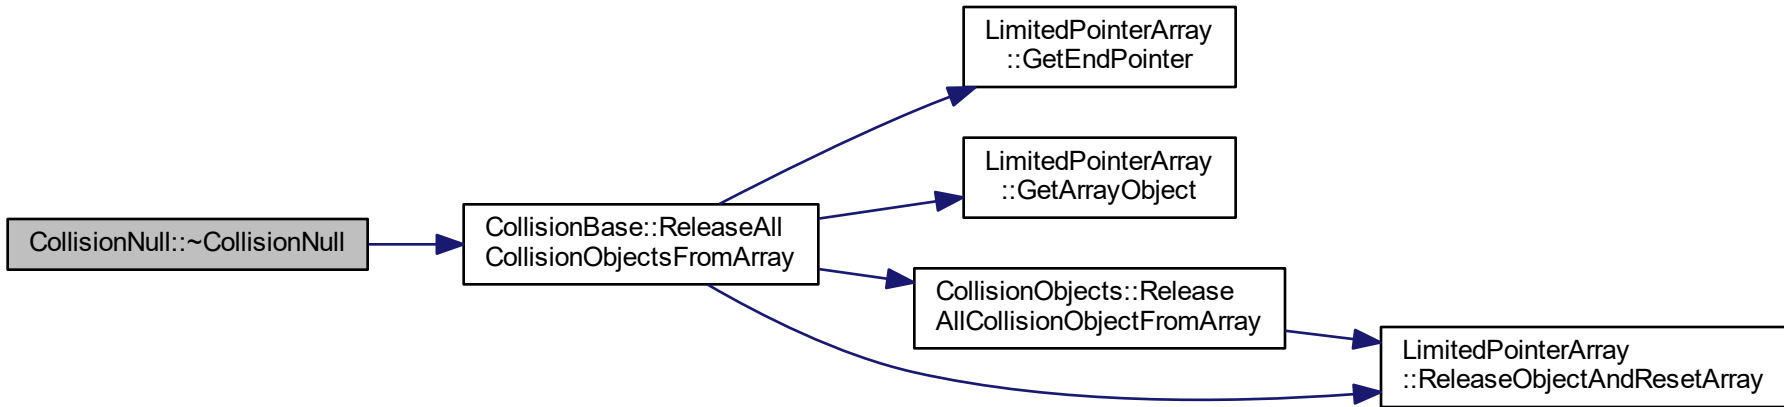 CollisionNull::~CollisionNull
CollisionBase::ReleaseAll
CollisionObjectsFromArray
LimitedPointerArray
::GetEndPointer
LimitedPointerArray
::GetArrayObject
CollisionObjects::Release
AllCollisionObjectFromArray
LimitedPointerArray
::ReleaseObjectAndResetArray